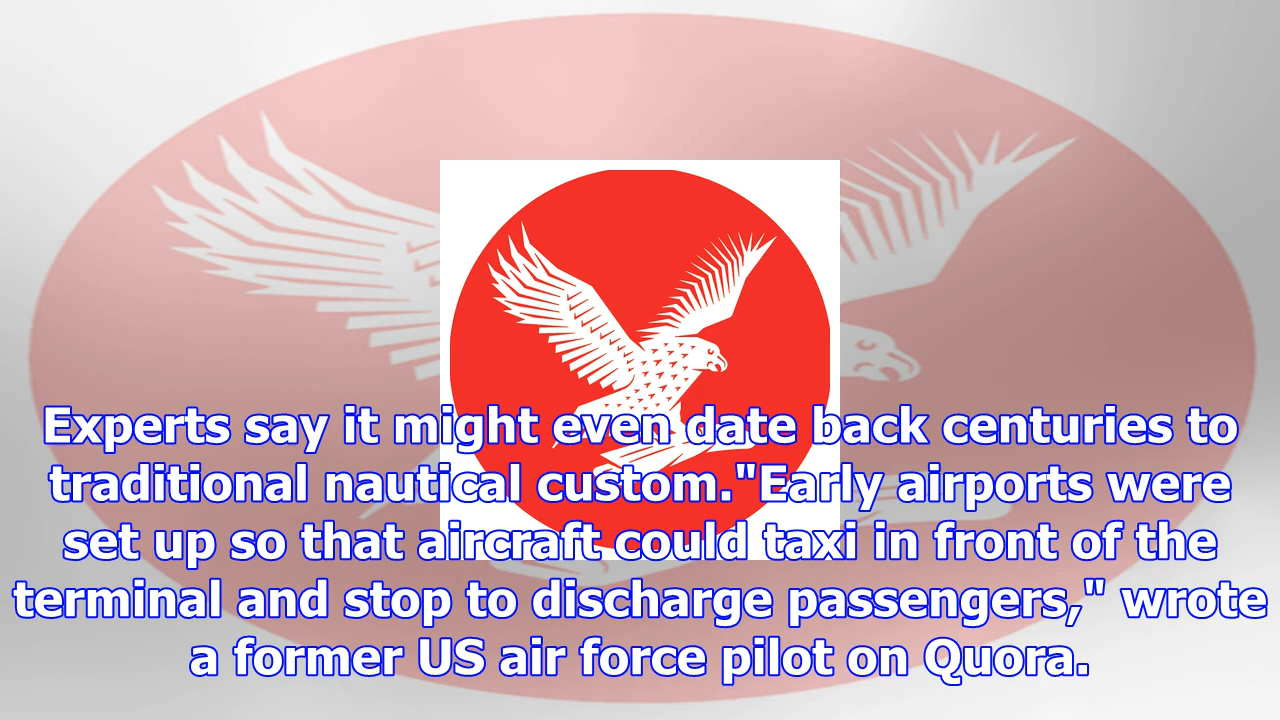 Experts say it might even date back centuries to
traditional nautical custom."Early airports were
set up so that aircraft could taxi in front of the
terminal and stop to discharge passengers," wrote
a former US air force pilot on Quora.